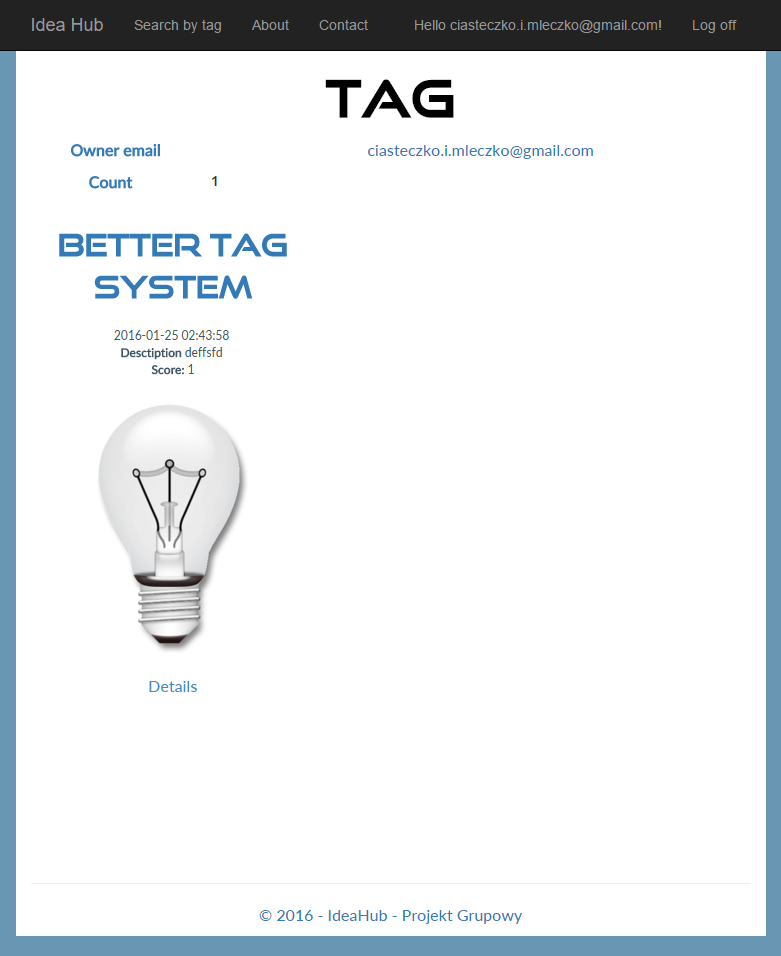 Idea Hub Search by tag About Contact Hello ciasteczko.i.mleczko@gmail.com! Log off
TAG
Owner email ciasteczko.i.mleczko@gmail.com
Count 1
BETTER TAG
SYSTEM
2016-01-25 02:43:58
Desctiption deffsfd
Score: 1
Details
© 2016 - IdeaHub - Projekt Grupowy